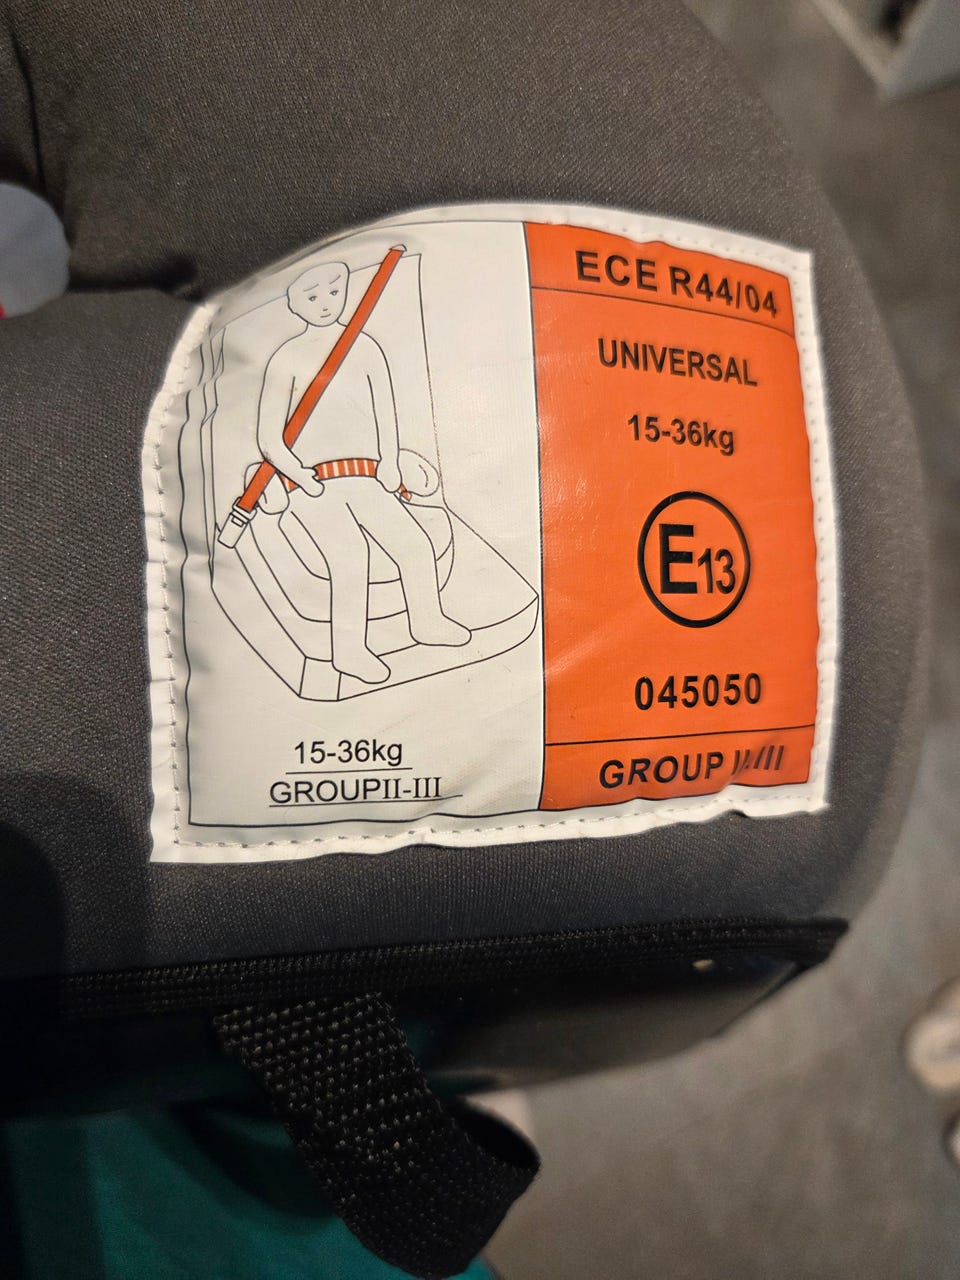 15-36kg
GROUPII-III
ECE R44/04
UNIVERSAL
15-36kg
E13
045050
GROUP II/III